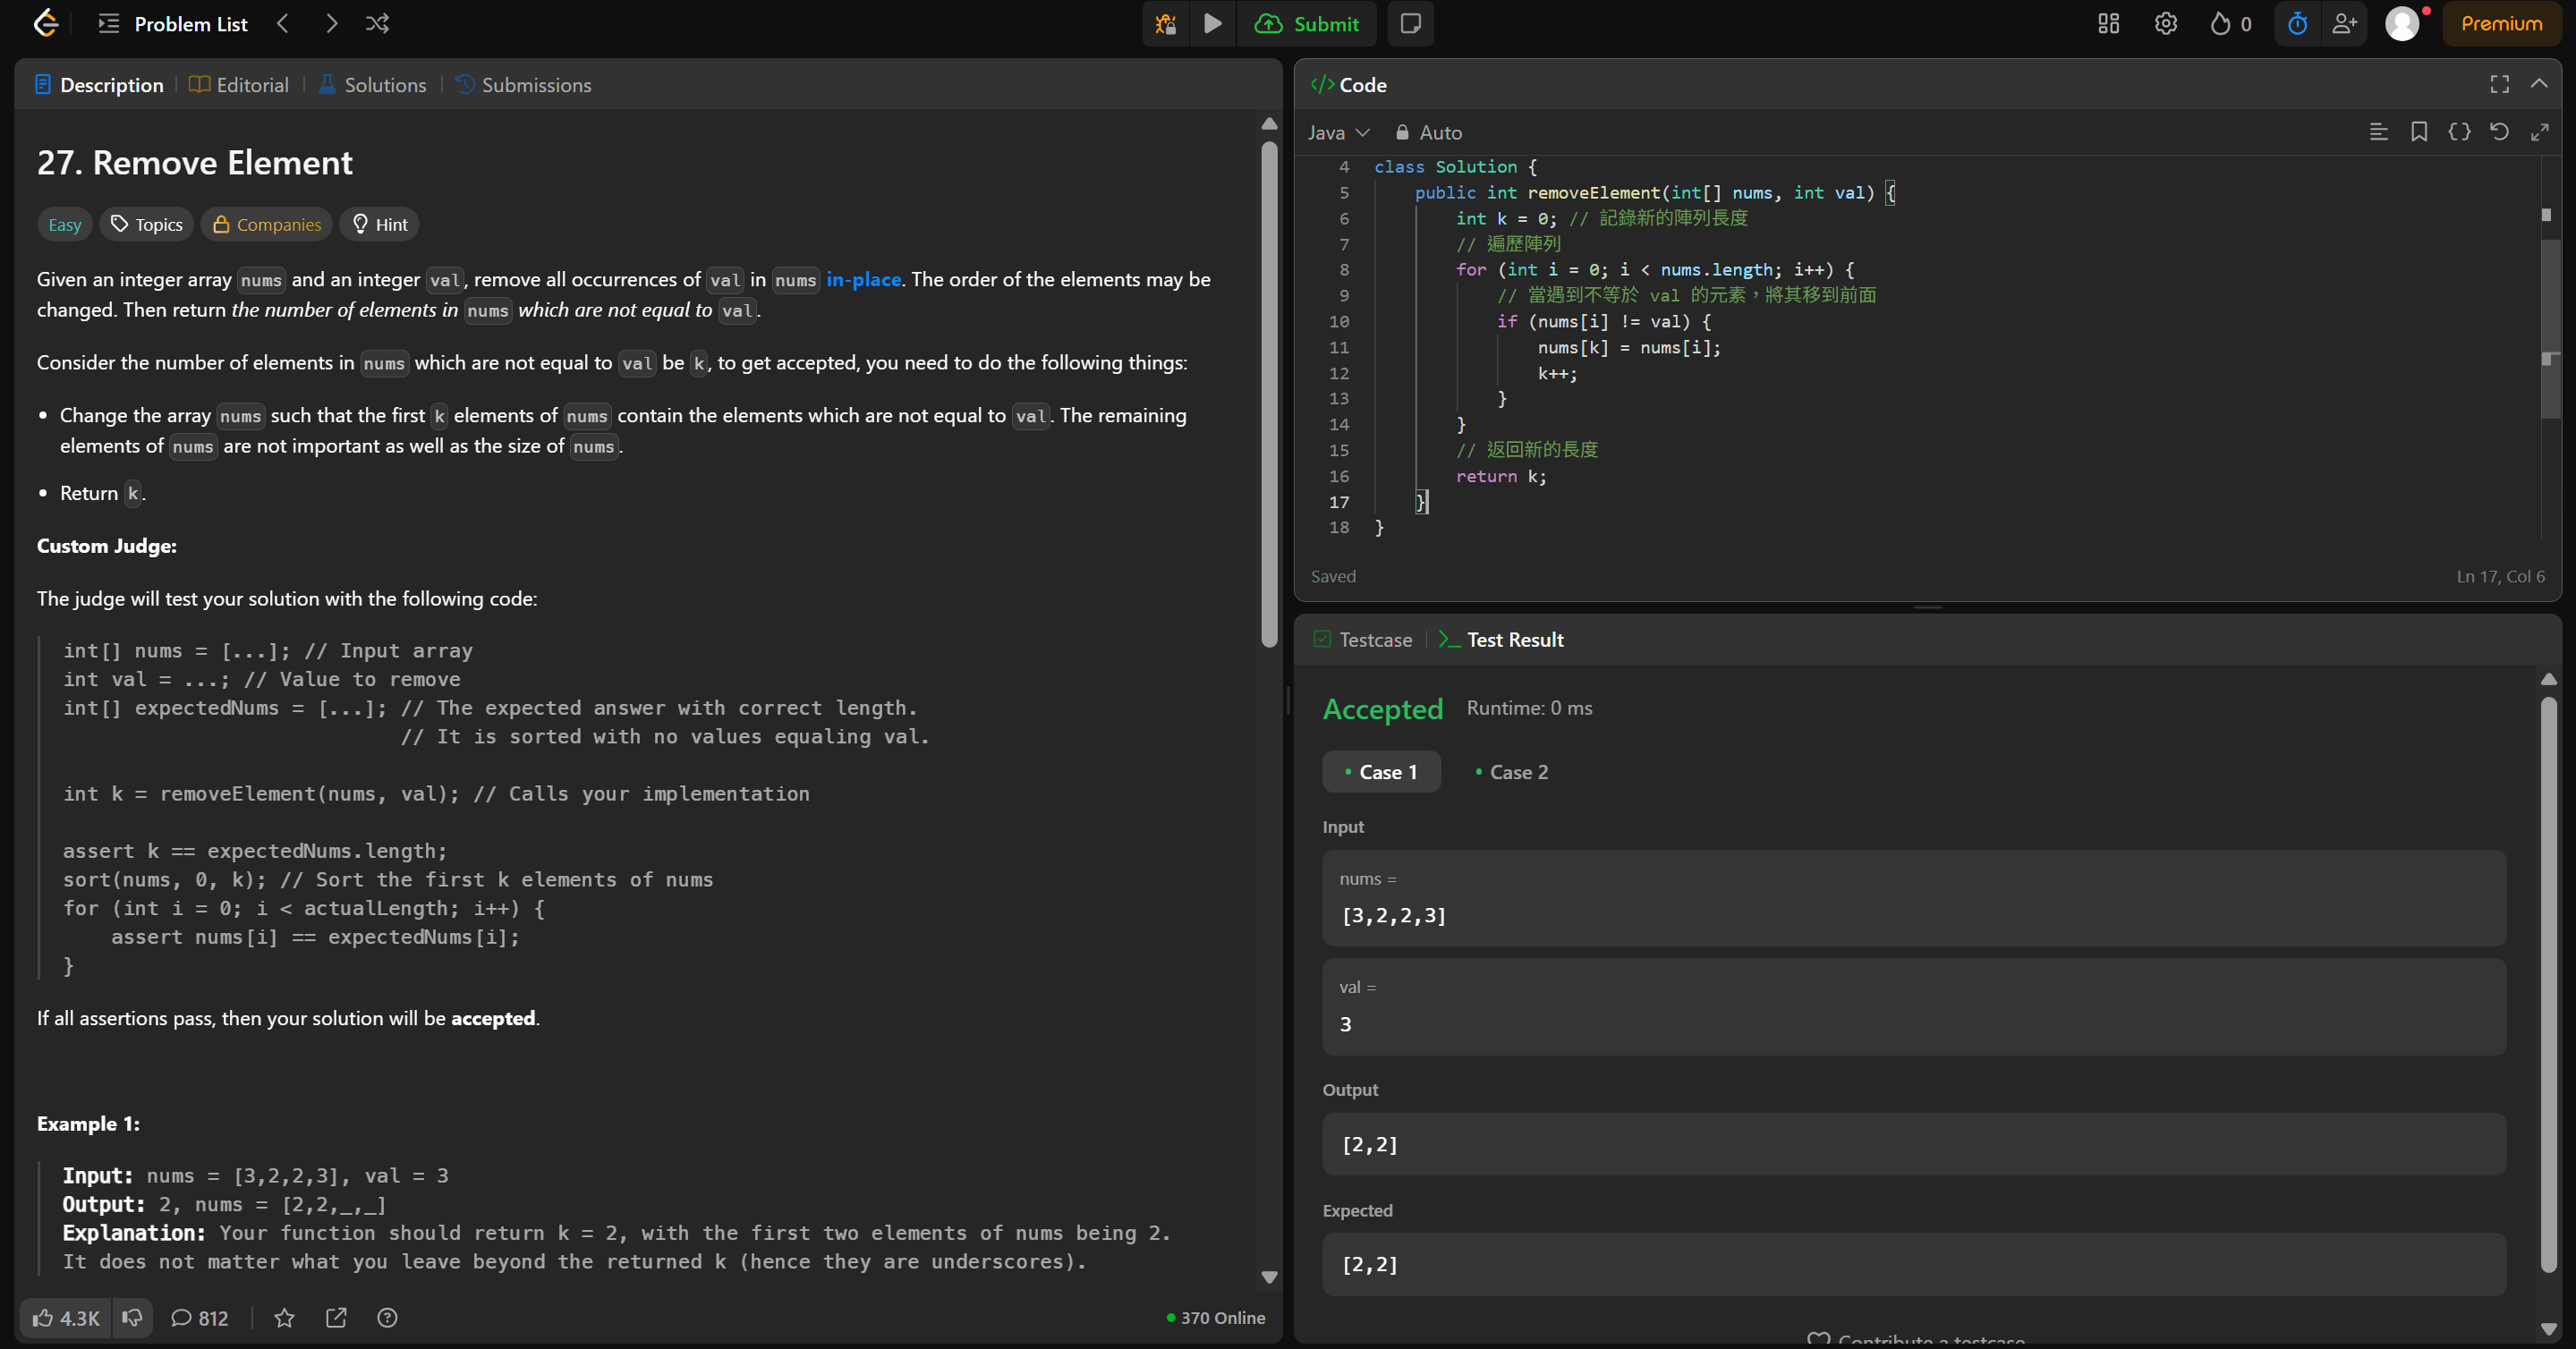 Problem List
Submit
0
Premium
Description
Editorial
Solutions
Submissions
27. Remove Element
Easy
Topics
Companies
Hint
Given an integer array nums and an integer val, remove all occurrences of val in nums in-place. The order of the elements may be
changed. Then return the number of elements in nums which are not equal to val.
Consider the number of elements in nums which are not equal to val be k, to get accepted, you need to do the following things:
• Change the array nums such that the first k elements of nums contain the elements which are not equal to val. The remaining
elements of nums are not important as well as the size of nums.
• Return k.
Custom Judge:
The judge will test your solution with the following code:
int[] nums = [...]; // Input array
int val = ...; // Value to remove
int[] expectedNums = [...]; // The expected answer with correct length.
// It is sorted with no values equaling val.
int k = removeElement(nums, val); // Calls your implementation
assert k == expectedNums.length;
sort(nums, 0, k); // Sort the first k elements of nums
for (int i = 0; i < actualLength; i++) {
    assert nums[i] == expectedNums[i];
}
If all assertions pass, then your solution will be accepted.
Example 1:
Input: nums = [3,2,2,3], val = 3
Output: 2, nums = [2,2,_,_]
Explanation: Your function should return k = 2, with the first two elements of nums being 2.
It does not matter what you leave beyond the returned k (hence they are underscores).
4.3K
812
370 Online
</> Code
Java
Auto
4 class Solution {
5     public int removeElement(int[] nums, int val) {
6         int k = 0; // 記錄新的陣列長度
7         // 遍歷陣列
8         for (int i = 0; i < nums.length; i++) {
9             // 當遇到不等於 val 的元素，將其移到前面
10             if (nums[i] != val) {
11                 nums[k] = nums[i];
12                 k++;
13             }
14         }
15         // 返回新的長度
16         return k;
17     }
18 }
Saved
Ln 17, Col 6
Testcase
Test Result
Accepted
Runtime: 0 ms
• Case 1
• Case 2
Input
nums =
[3,2,2,3]
val =
3
Output
[2,2]
Expected
[2,2]
Contribute a testcase